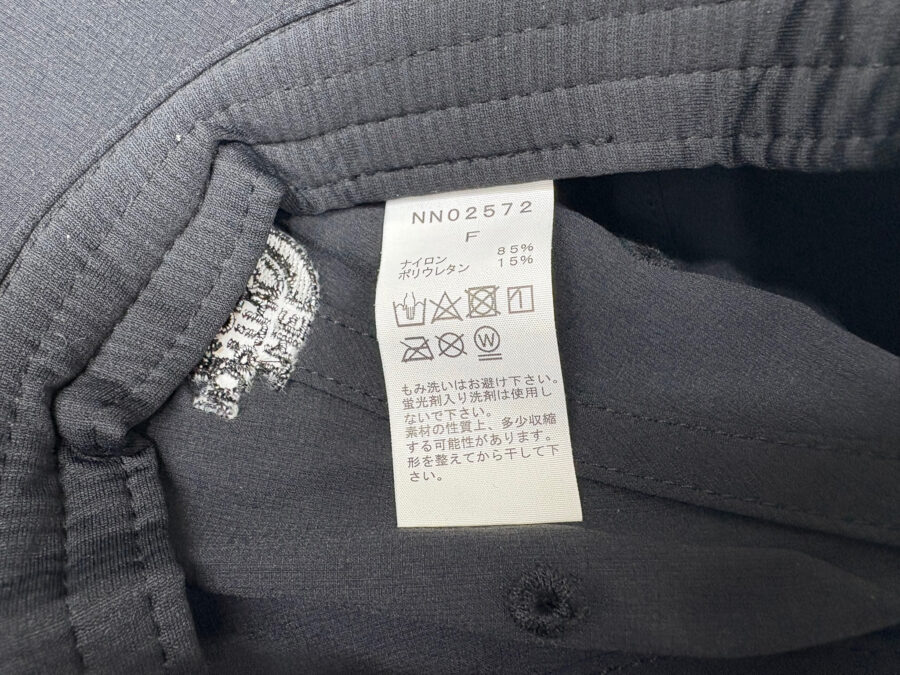 NN02572
F
ナイロン 85%
ポリウレタン 15%
W
もみ洗いはお避け下さい。
蛍光剤入り洗剤は使用し
ないで下さい。
素材の性質上、多少収縮
する可能性があります。
形を整えてから干して下
さい。